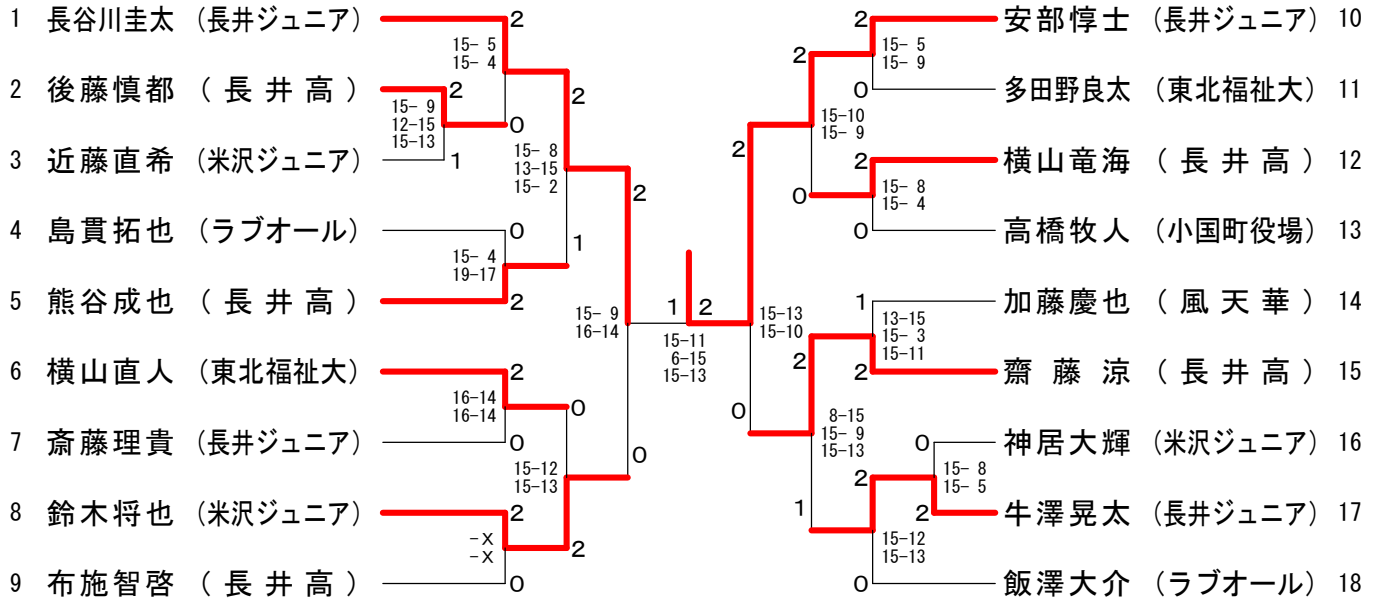 1 長谷川圭太 (長井ジュニア) 2
15- 5
15- 4
2 後藤慎都 ( 長 井 高 ) 2
2
15- 9
12-15
15-13
0
3 近藤直希 (米沢ジュニア) 1
15- 8
13-15
15- 2
2
4 島貫拓也 (ラブオール) 0
15- 4
19-17
1
5 熊谷成也 ( 長 井 高 ) 2
15- 9
16-14
6 横山直人 (東北福祉大) 2
16-14
16-14
0
7 斎藤理貴 (長井ジュニア) 0
15-12
15-13
0
8 鈴木将也 (米沢ジュニア) 2
-X
-X
2
9 布施智啓 ( 長 井 高 ) 0
1 2
15-11
6-15
15-13
2 安部惇士 (長井ジュニア) 10
2
15- 5
15- 9
0 多田野良太 (東北福祉大) 11
15-10
15- 9
2
2 横山竜海 ( 長 井 高 ) 12
0
15- 8
15- 4
0 高橋牧人 (小国町役場) 13
15-13
15-10
1 加藤慶也 ( 風 天 華 ) 14
13-15
15- 3
15-11
2
2 齋 藤 涼 ( 長 井 高 ) 15
0
8-15
15- 9
15-13
0 神居大輝 (米沢ジュニア) 16
15- 8
15- 5
2
2 牛澤晃太 (長井ジュニア) 17
1
15-12
15-13
0 飯澤大介 (ラブオール) 18